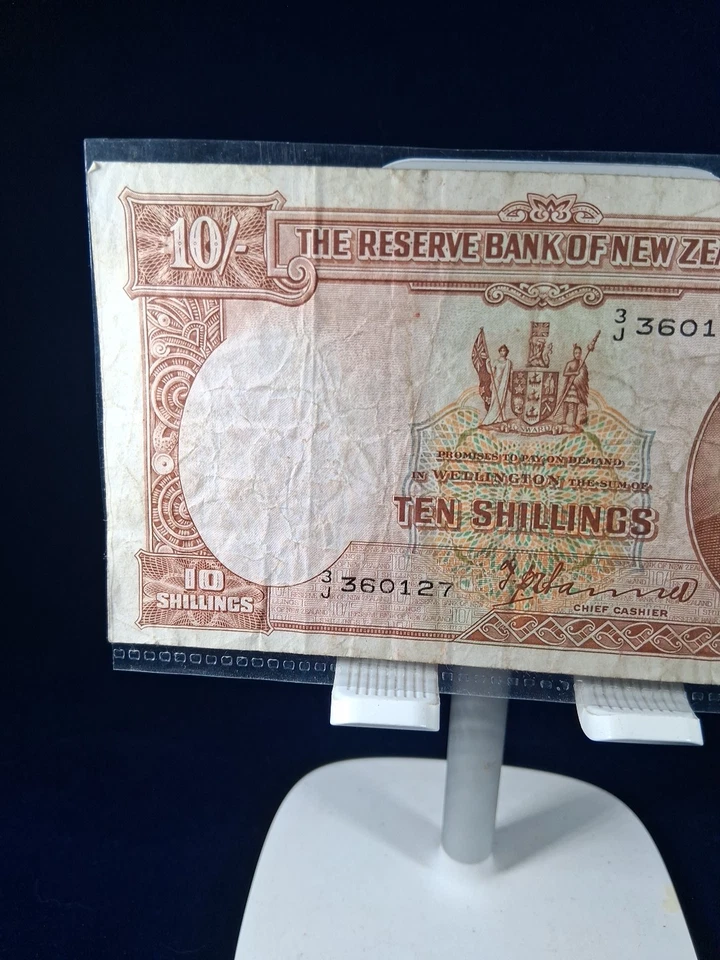 10/-
THE RESERVE BANK OF NEW ZEA
3/J 3601
ONWARD
PROMISES TO PAY ON DEMAND
IN WELLINGTON THE SUM OF
TEN SHILLINGS
10
SHILLINGS
3/J 360127
CHIEF CASHIER